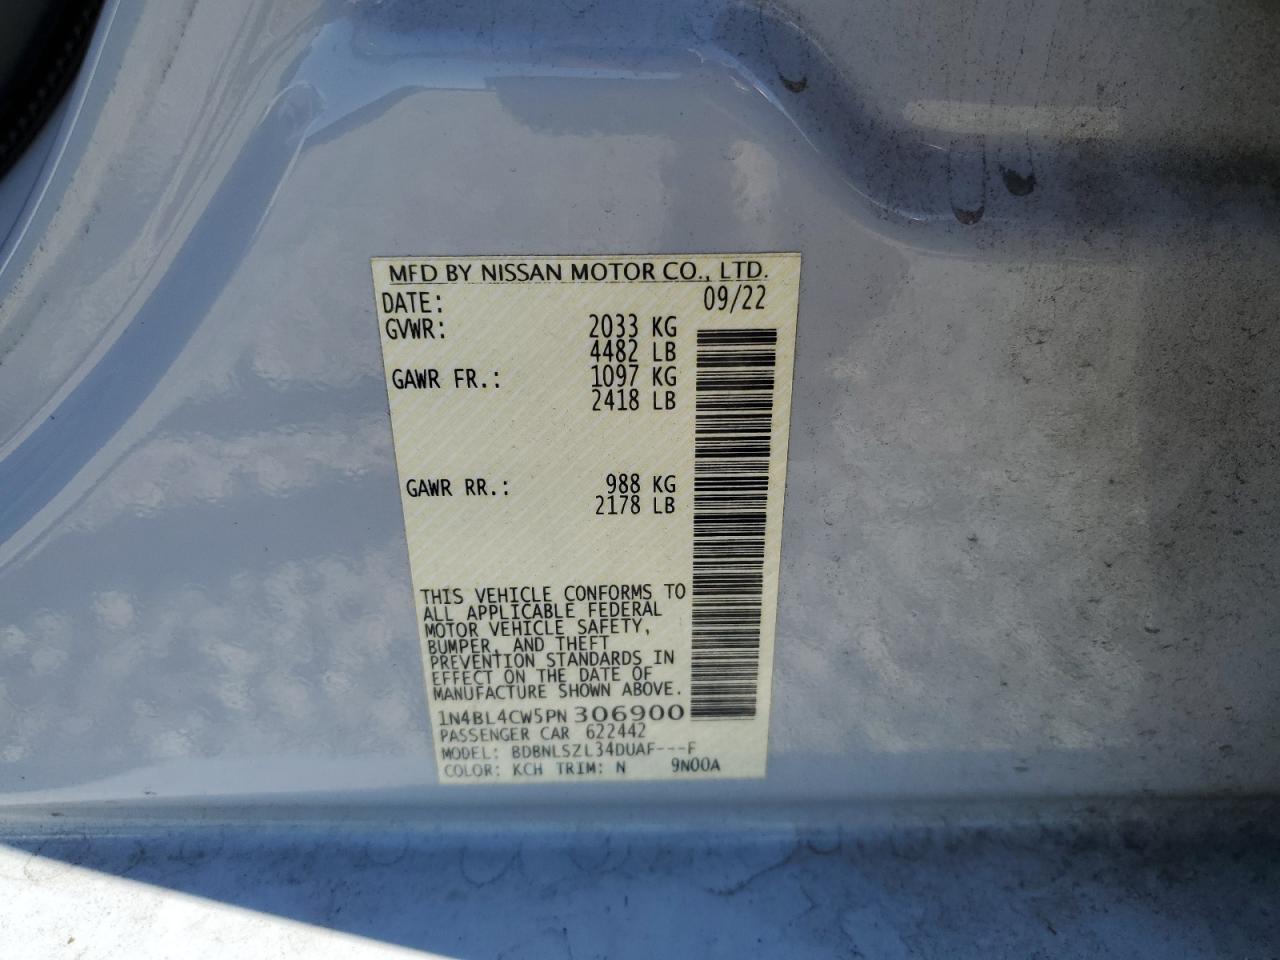 MFD BY NISSAN MOTOR CO., LTD.
DATE: 09/22
GVWR: 2033 KG
4482 LB
GAWR FR.: 1097 KG
2418 LB
GAWR RR.: 988 KG
2178 LB
THIS VEHICLE CONFORMS TO
ALL APPLICABLE FEDERAL
MOTOR VEHICLE SAFETY,
BUMPER, AND THEFT
PREVENTION STANDARDS IN
EFFECT ON THE DATE OF
MANUFACTURE SHOWN ABOVE.
1N4BL4CW5PN306900
PASSENGER CAR 622442
MODEL: BDBNLSZL34DUAF---F
COLOR: KCH TRIM: N 9N00A